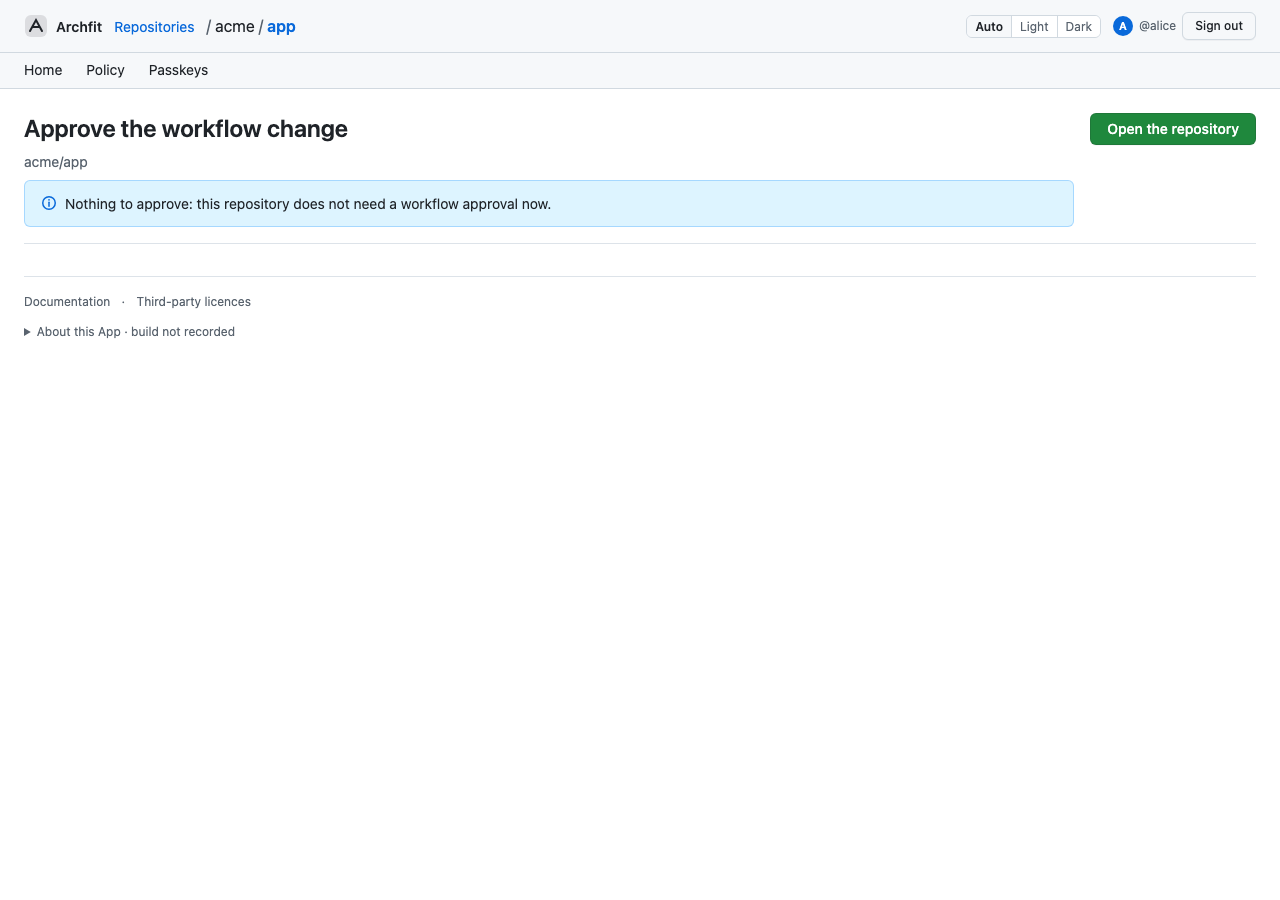 Archfit Repositories / acme / app Auto Light Dark A @alice Sign out
Home Policy Passkeys
Approve the workflow change Open the repository
acme/app
Nothing to approve: this repository does not need a workflow approval now.
Documentation · Third-party licences
About this App · build not recorded